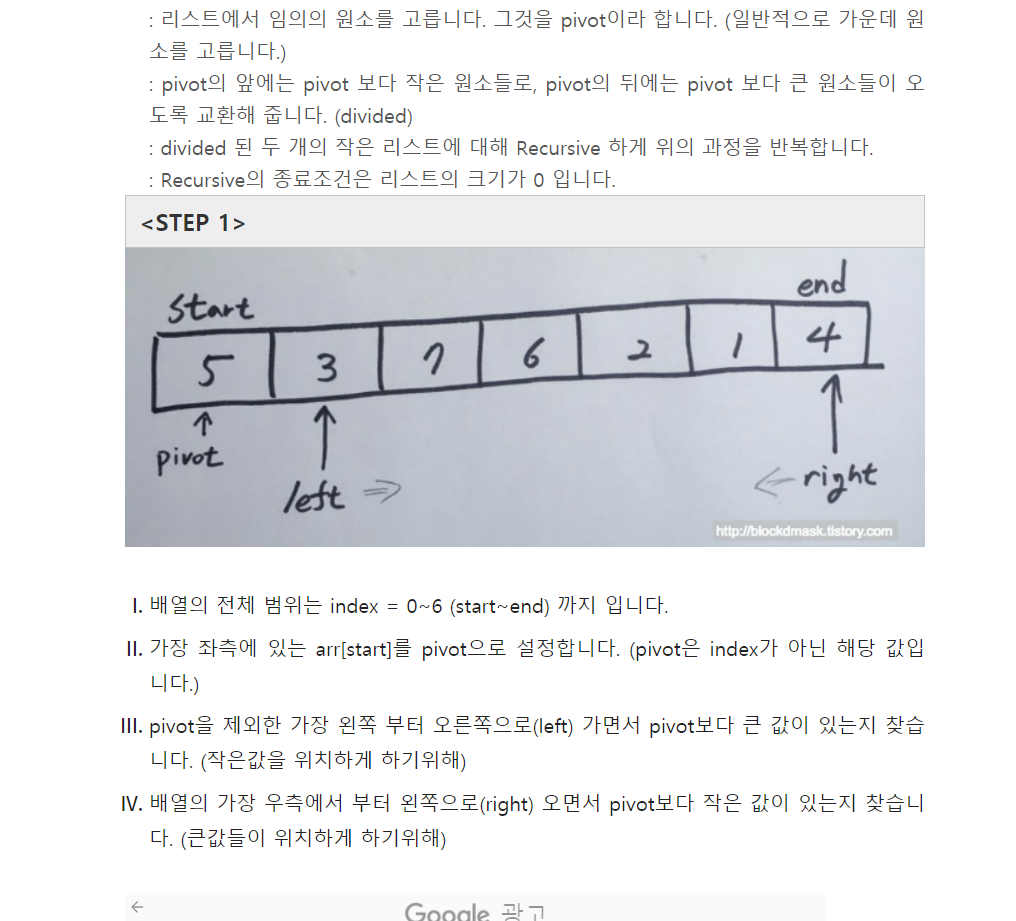 : 리스트에서 임의의 원소를 고릅니다. 그것을 pivot이라 합니다. (일반적으로 가운데 원
소를 고릅니다.)
: pivot의 앞에는 pivot 보다 작은 원소들로, pivot의 뒤에는 pivot 보다 큰 원소들이 오
도록 교환해 줍니다. (divided)
: divided 된 두 개의 작은 리스트에 대해 Recursive 하게 위의 과정을 반복합니다.
: Recursive의 종료조건은 리스트의 크기가 0 입니다.
<STEP 1>
start end
5 3 7 6 2 1 4
pivot
left right
http://blockdmask.tistory.com
I. 배열의 전체 범위는 index = 0~6 (start~end) 까지 입니다.
II. 가장 좌측에 있는 arr[start]를 pivot으로 설정합니다. (pivot은 index가 아닌 해당 값입
니다.)
III. pivot을 제외한 가장 왼쪽 부터 오른쪽으로(left) 가면서 pivot보다 큰 값이 있는지 찾습
니다. (작은값을 위치하게 하기위해)
IV. 배열의 가장 우측에서 부터 왼쪽으로(right) 오면서 pivot보다 작은 값이 있는지 찾습니
다. (큰값들이 위치하게 하기위해)
Google 광고